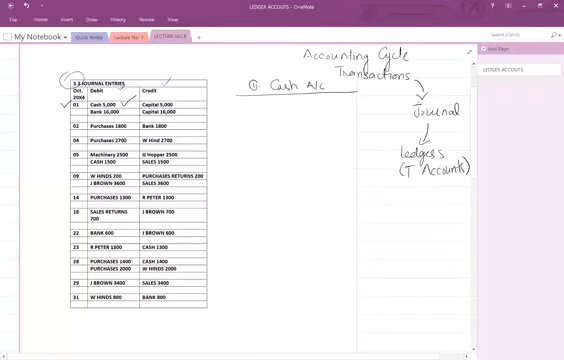 LEDGER ACCOUTS - OneNote
File Home Insert Draw History Review View
My Notebook Quick Notes Lecture No. 7 LECTURE NO.8 +
Add Page
LEDGER ACCOUTS
Accounting Cycle
Transactions
Journal
ledgers
(T Accounts)
① Cash A/c
3.3 JOURNAL ENTRIES
Oct. 20X4 Debit Credit
01 Cash 5,000 Capital 5,000
Bank 16,000 Capital 16,000
02 Purchases 1800 Bank 1800
04 Purchases 2700 W Hind 2700
05 Machinery 2500 G Hopper 2500
CASH 1500 SALES 1500
09 W HINDS 200 PURCHASES RETURNS 200
J BROWN 3600 SALES 3600
14 PURCHASES 1300 R PETER 1300
18 SALES RETURNS 700 J BROWN 700
22 BANK 600 J BROWN 600
23 R PETER 1300 CASH 1300
28 PURCHASES 1400 CASH 1400
PURCHASES 2000 W HINDS 2000
29 J BROWN 3400 SALES 3400
31 W HINDS 800 BANK 800